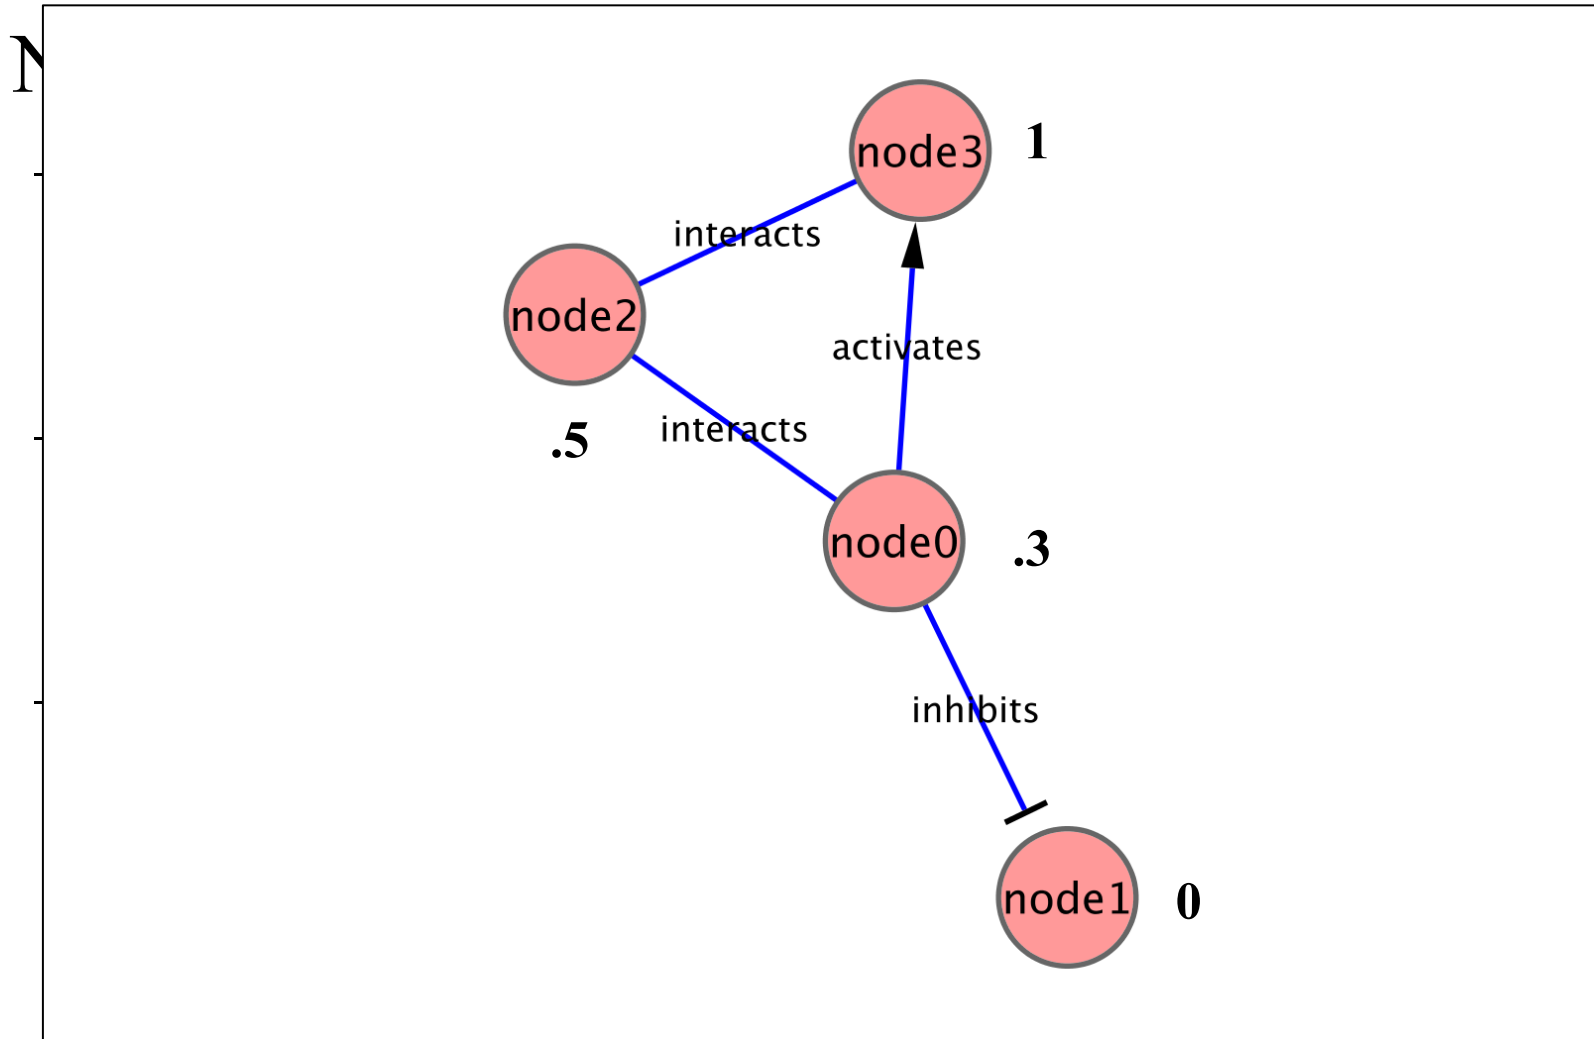 N
node3 1
interacts
node2
activates
interacts
.5
node0 .3
inhibits
node1 0